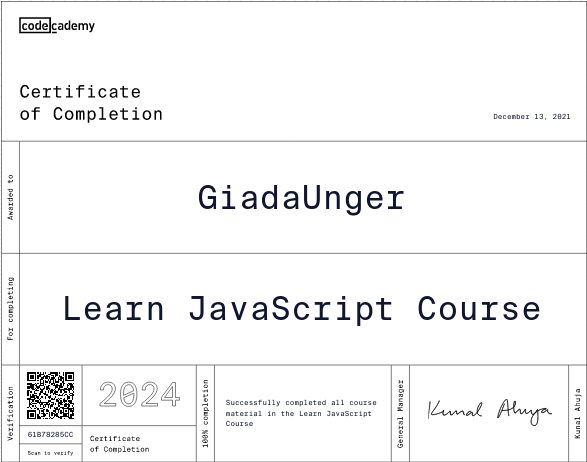 codecademy
Certificate
of Completion
December 13, 2021
Awarded to
GiadaUnger
For completing
Learn JavaScript Course
Verification
61B78285CC
Scan to verify
2024
Certificate
of Completion
100% completion
Successfully completed all course
material in the Learn JavaScript
Course
General Manager
Kunal Ahuja
Kunal Ahuja